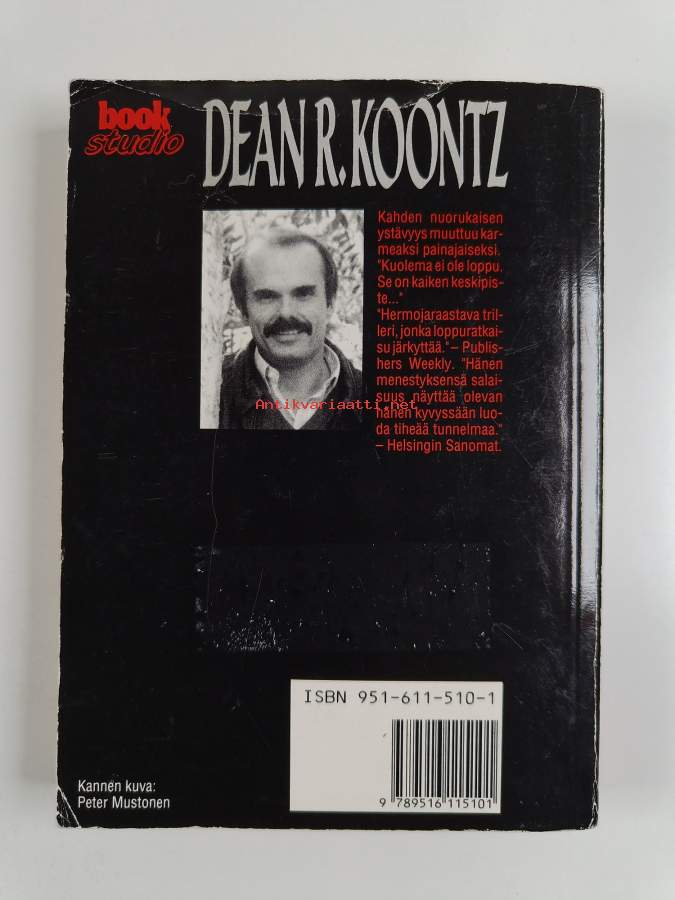 book
studio
DEAN R. KOONTZ
Kahden nuorukaisen
ystävyys muuttuu kar-
meaksi painajaiseksi.
"Kuolema ei ole loppu.
Se on kaiken keskipis-
te..."
"Hermojaraastava tril-
leri, jonka loppuratkai-
su järkyttää." – Publis-
hers Weekly. "Hänen
menestyksensä salai-
suus näyttää olevan
hänen kyvyssään luo-
da tiheää tunnelmaa."
– Helsingin Sanomat.
Antikvariaatti.net
ISBN 951-611-510-1
9 789516 115101
Kannen kuva:
Peter Mustonen